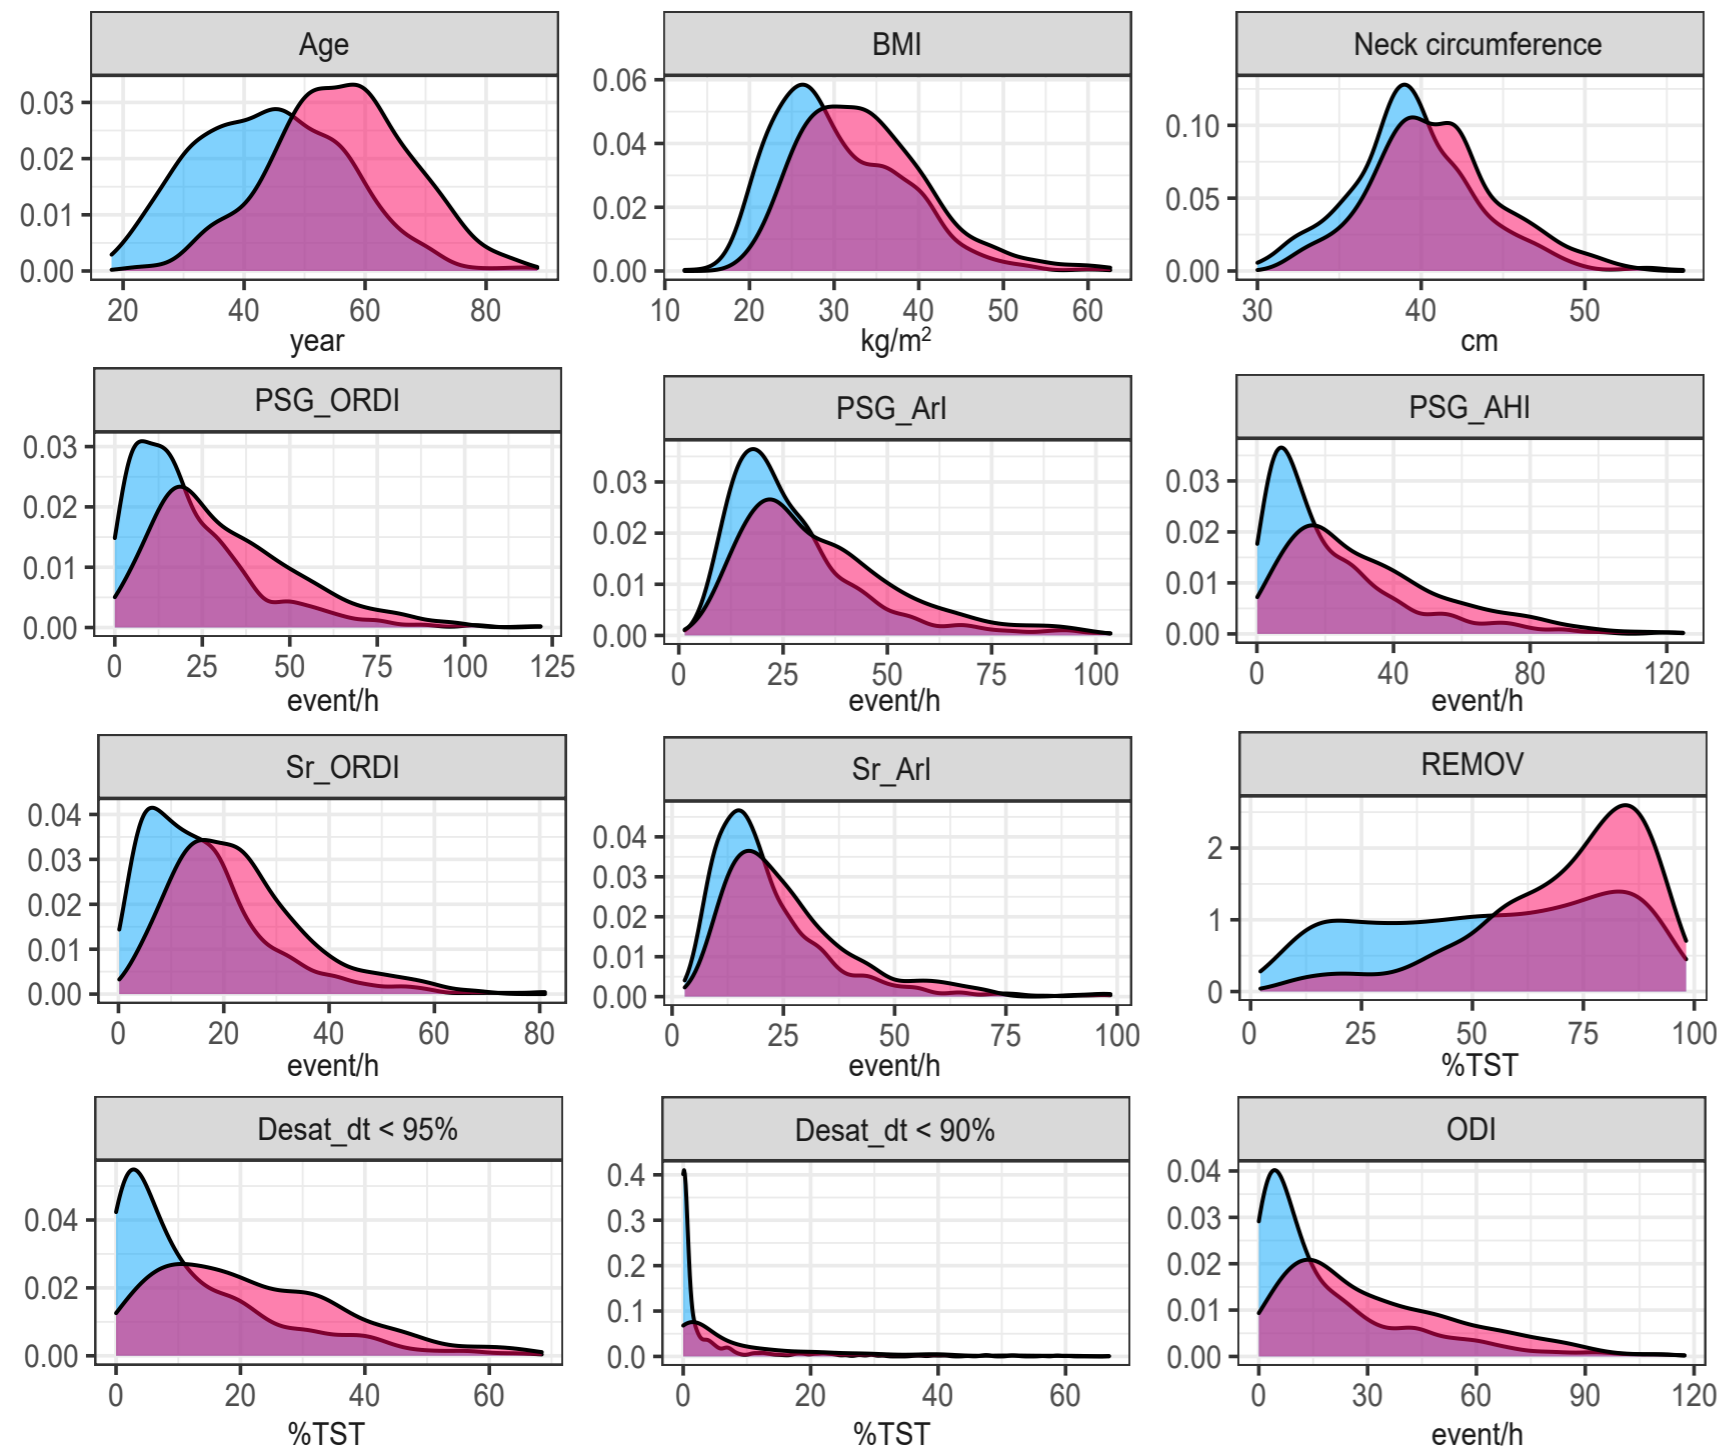 Age
BMI
Neck circumference
0.03
0.02
0.01
0.00
20 40 60 80
year
0.06
0.04
0.02
0.00
10 20 30 40 50 60
kg/m²
0.10
0.05
0.00
30 40 50
cm
PSG_ORDI
PSG_ArI
PSG_AHI
0.03
0.02
0.01
0.00
0 25 50 75 100 125
event/h
0.03
0.02
0.01
0.00
0 25 50 75 100
event/h
0.03
0.02
0.01
0.00
0 40 80 120
event/h
Sr_ORDI
Sr_ArI
REMOV
0.04
0.03
0.02
0.01
0.00
0 20 40 60 80
event/h
0.04
0.03
0.02
0.01
0.00
0 25 50 75 100
event/h
2
1
0
0 25 50 75 100
%TST
Desat_dt < 95%
Desat_dt < 90%
ODI
0.04
0.02
0.00
0 20 40 60
%TST
0.4
0.3
0.2
0.1
0.0
0 20 40 60
%TST
0.04
0.03
0.02
0.01
0.00
0 30 60 90 120
event/h